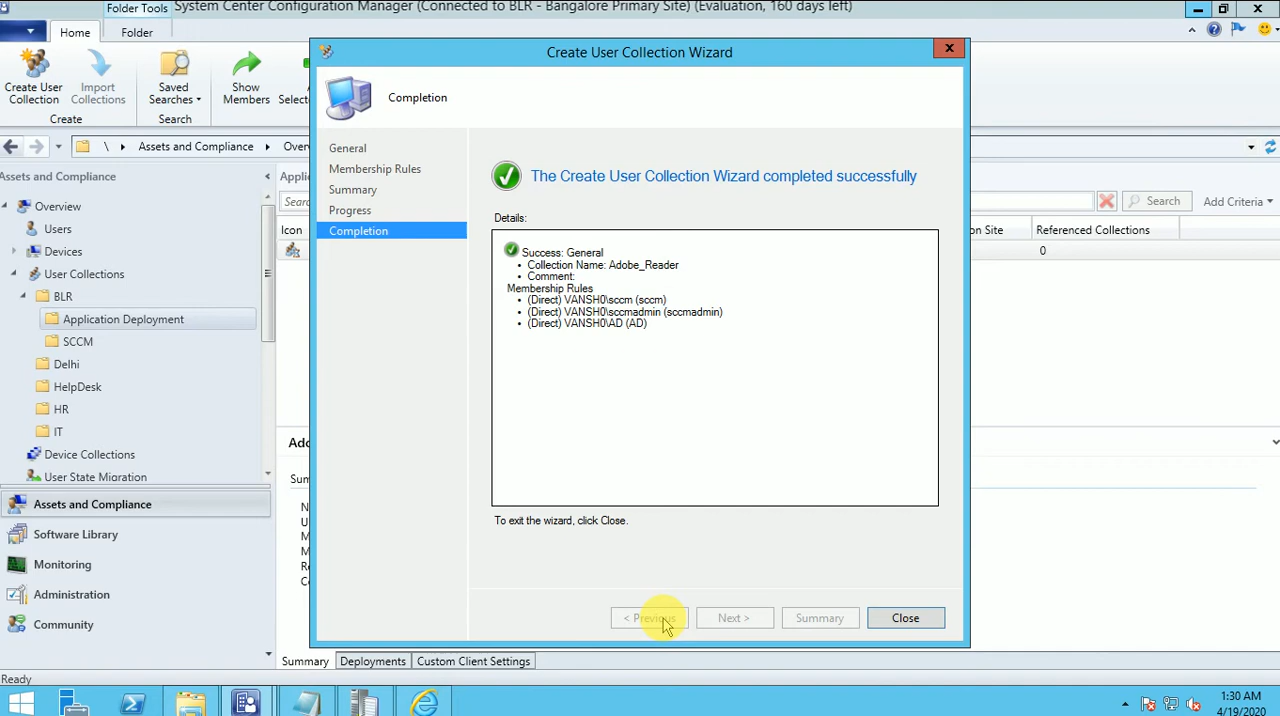 Folder Tools
System Center Configuration Manager (Connected to BLR - Bangalore Primary Site) (Evaluation, 160 days left)
Home
Folder
Create User Collection
Import Collections
Saved Searches
Show Members
Create
Search
\ Assets and Compliance
Assets and Compliance
Overview
Users
Devices
User Collections
BLR
Application Deployment
SCCM
Delhi
HelpDesk
HR
IT
Device Collections
User State Migration
Assets and Compliance
Software Library
Monitoring
Administration
Community
Ready
Icon
Search
Add Criteria
Referenced Collections
0
Create User Collection Wizard
Completion
General
Membership Rules
Summary
Progress
Completion
The Create User Collection Wizard completed successfully
Details:
Success: General
• Collection Name: Adobe_Reader
• Comment:
Membership Rules
• (Direct) VANSH0\sccm (sccm)
• (Direct) VANSH0\sccmadmin (sccmadmin)
• (Direct) VANSH0\AD (AD)
To exit the wizard, click Close.
< Previous
Next >
Summary
Close
Summary
Deployments
Custom Client Settings
1:30 AM
4/19/2020